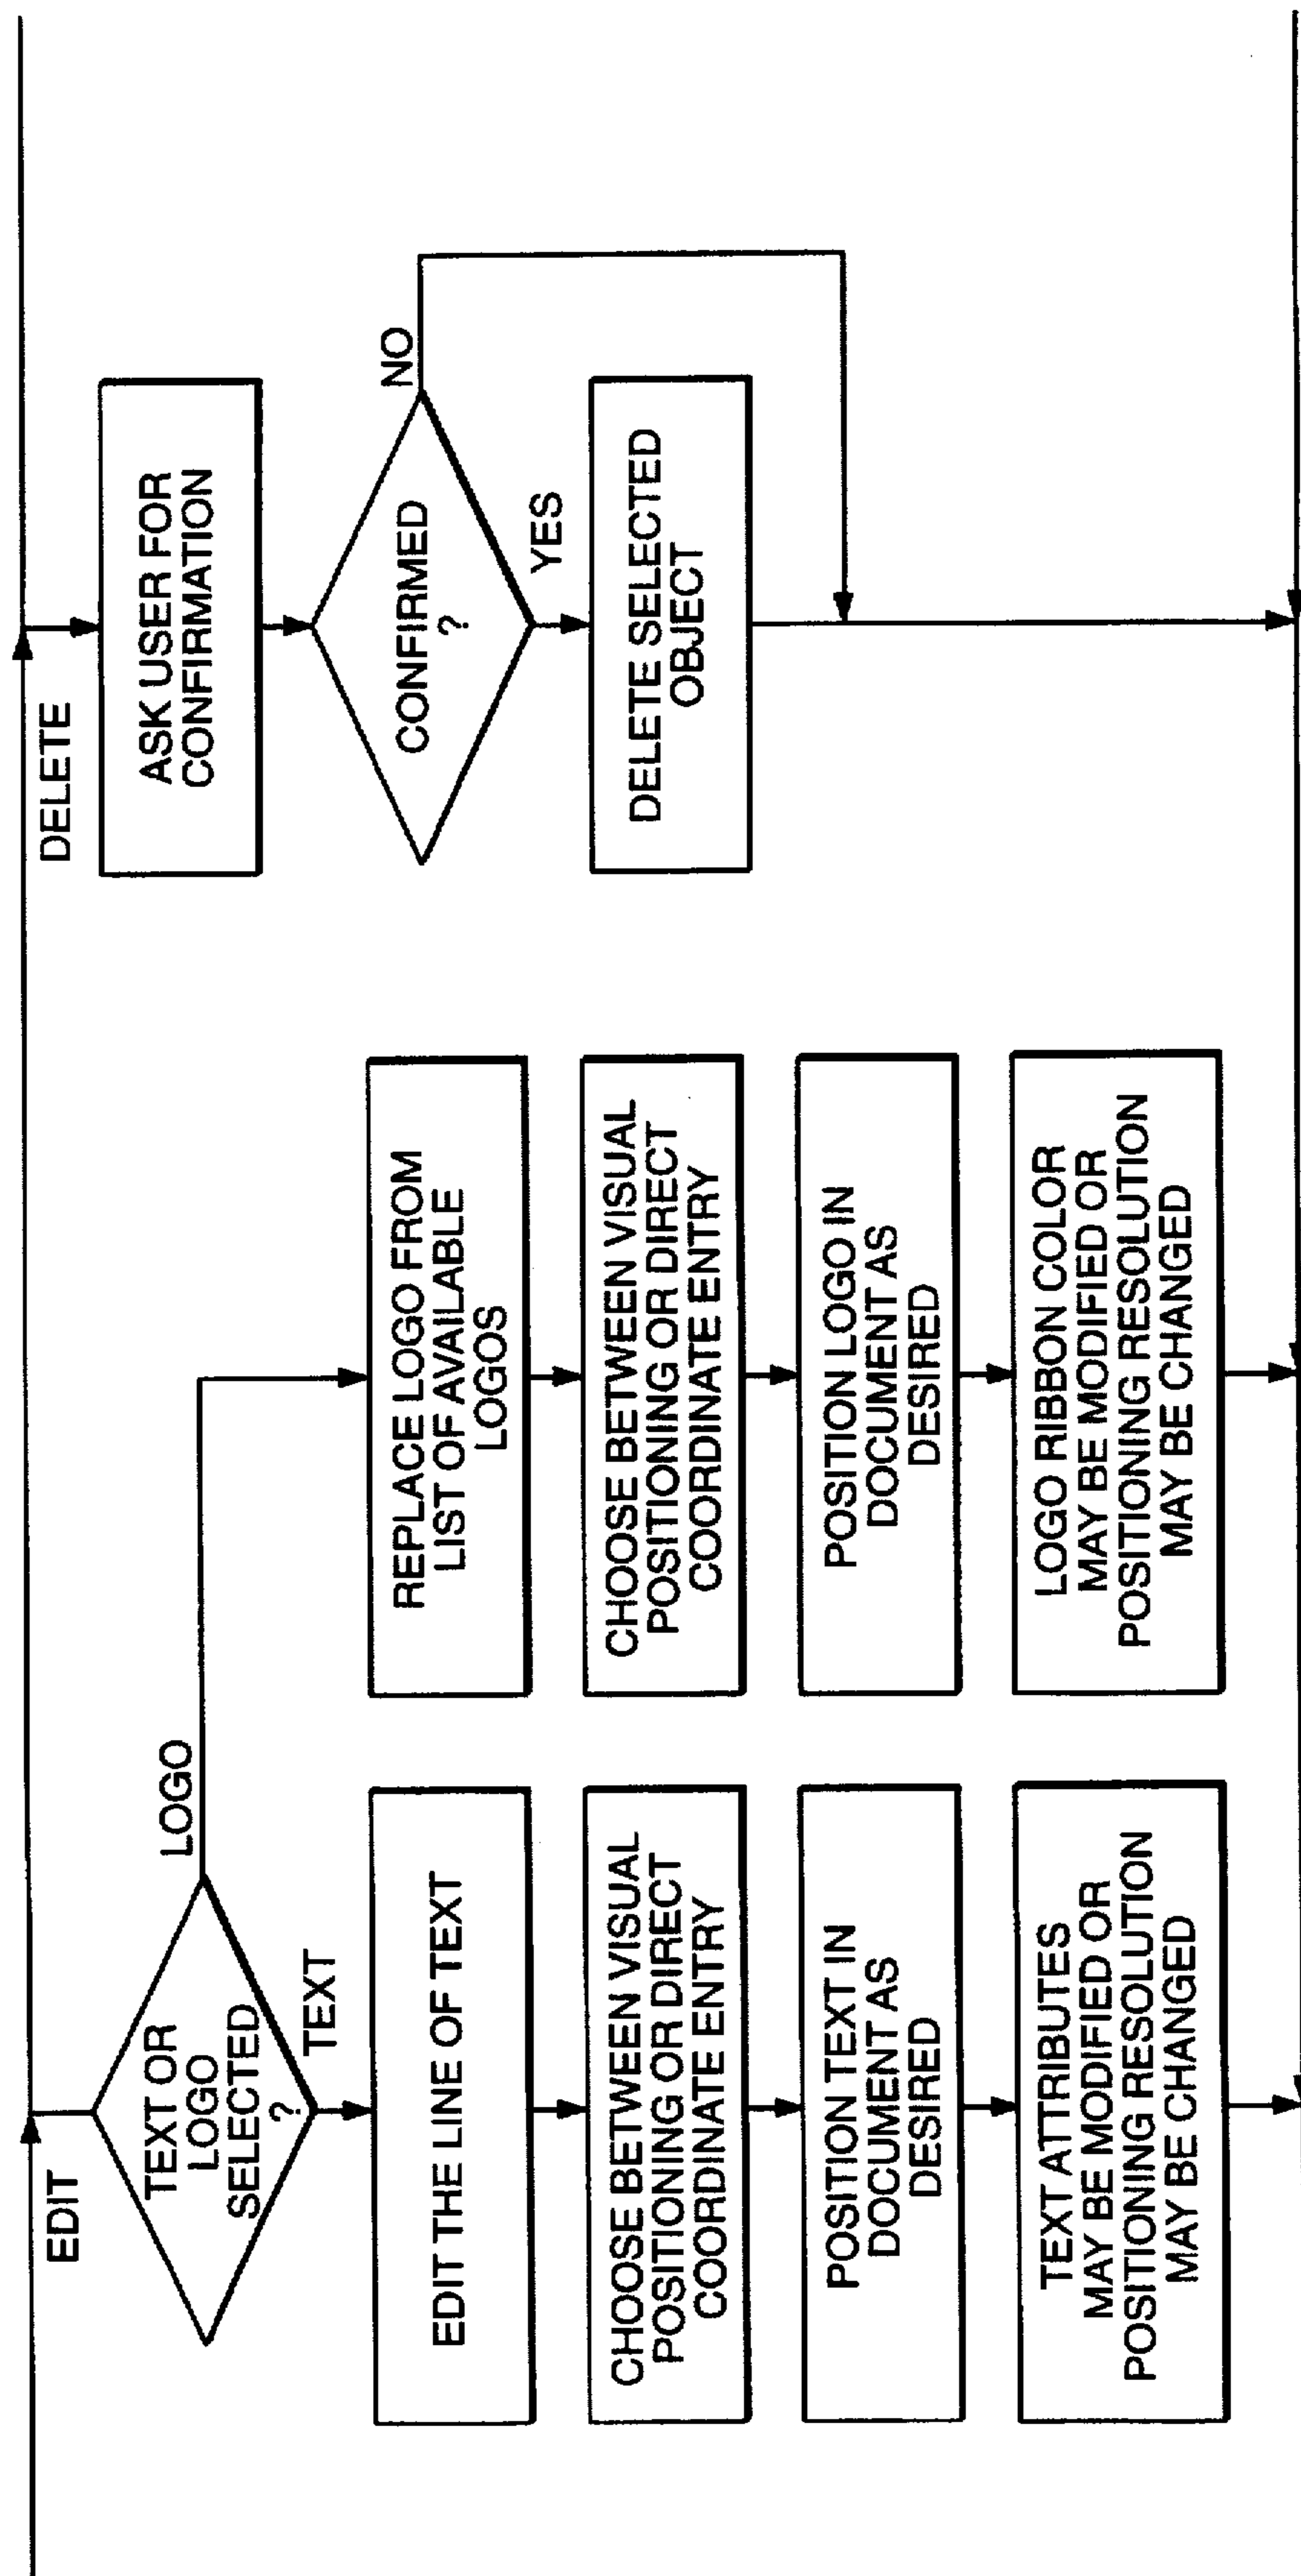 EDIT
TEXT OR
LOGO
SELECTED
?
LOGO
TEXT
EDIT THE LINE OF TEXT
CHOOSE BETWEEN VISUAL
POSITIONING OR DIRECT
COORDINATE ENTRY
POSITION TEXT IN
DOCUMENT AS
DESIRED
TEXT ATTRIBUTES
MAY BE MODIFIED OR
POSITIONING RESOLUTION
MAY BE CHANGED
REPLACE LOGO FROM
LIST OF AVAILABLE
LOGOS
CHOOSE BETWEEN VISUAL
POSITIONING OR DIRECT
COORDINATE ENTRY
POSITION LOGO IN
DOCUMENT AS
DESIRED
LOGO RIBBON COLOR
MAY BE MODIFIED OR
POSITIONING RESOLUTION
MAY BE CHANGED
DELETE
ASK USER FOR
CONFIRMATION
CONFIRMED
?
NO
YES
DELETE SELECTED
OBJECT